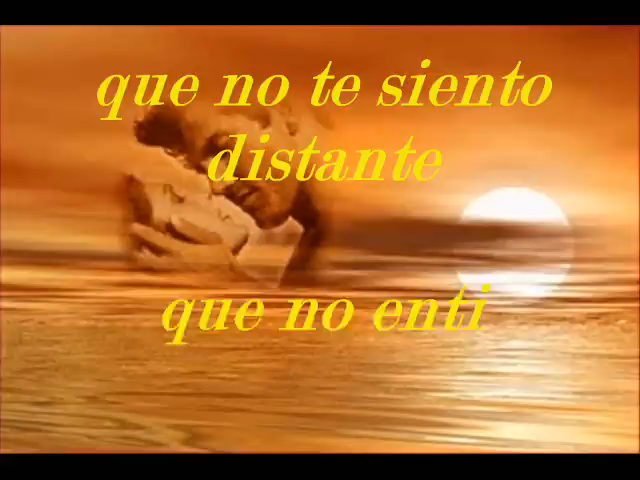 que no te siento
distante
que no enti